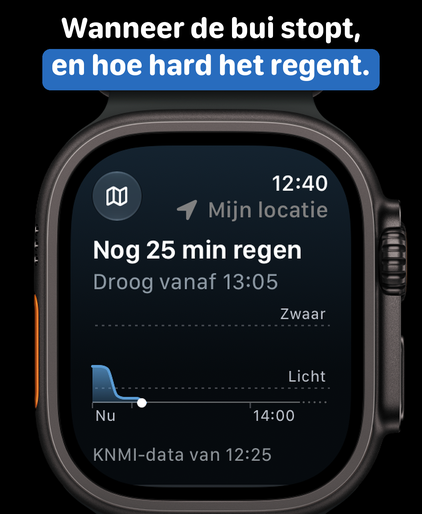 Wanneer de bui stopt,
en hoe hard het regent.
12:40
Mijn locatie
Nog 25 min regen
Droog vanaf 13:05
Zwaar
Licht
Nu
14:00
KNMI-data van 12:25